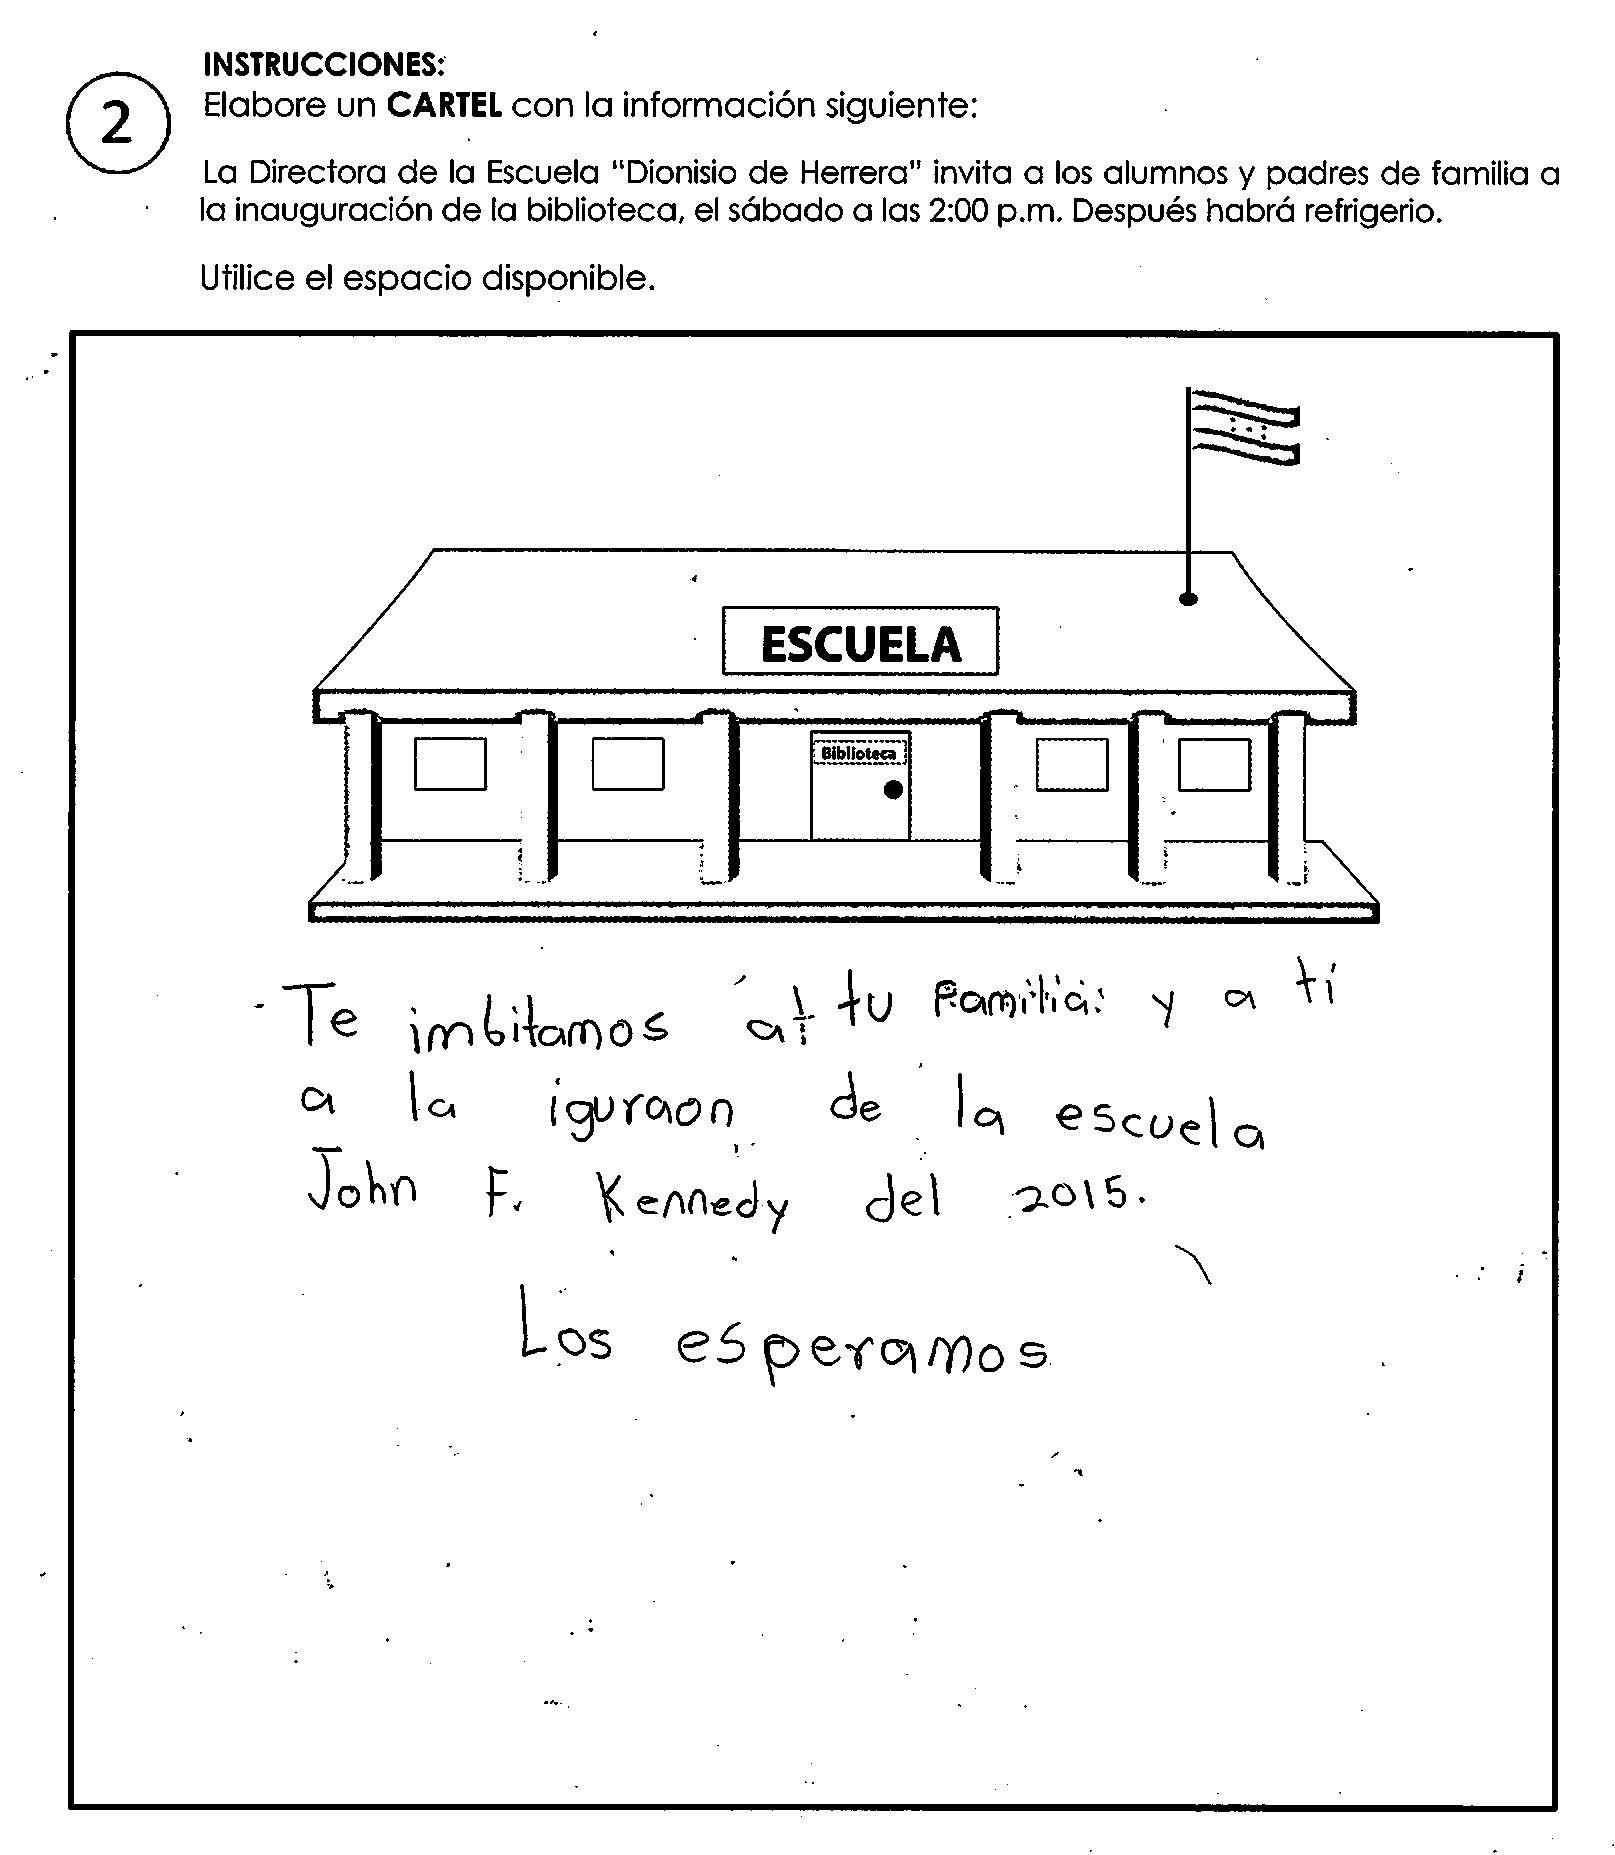 INSTRUCCIONES:
2
Elabore un CARTEL con la información siguiente:
La Directora de la Escuela "Dionisio de Herrera" invita a los alumnos y padres de familia a
la inauguración de la biblioteca, el sábado a las 2:00 p.m. Después habrá refrigerio.
Utilice el espacio disponible.
ESCUELA
Biblioteca
Te imbitamos a tu Familia y a ti
a la iguraon de la escuela
John F. Kennedy del 2015.
Los esperamos